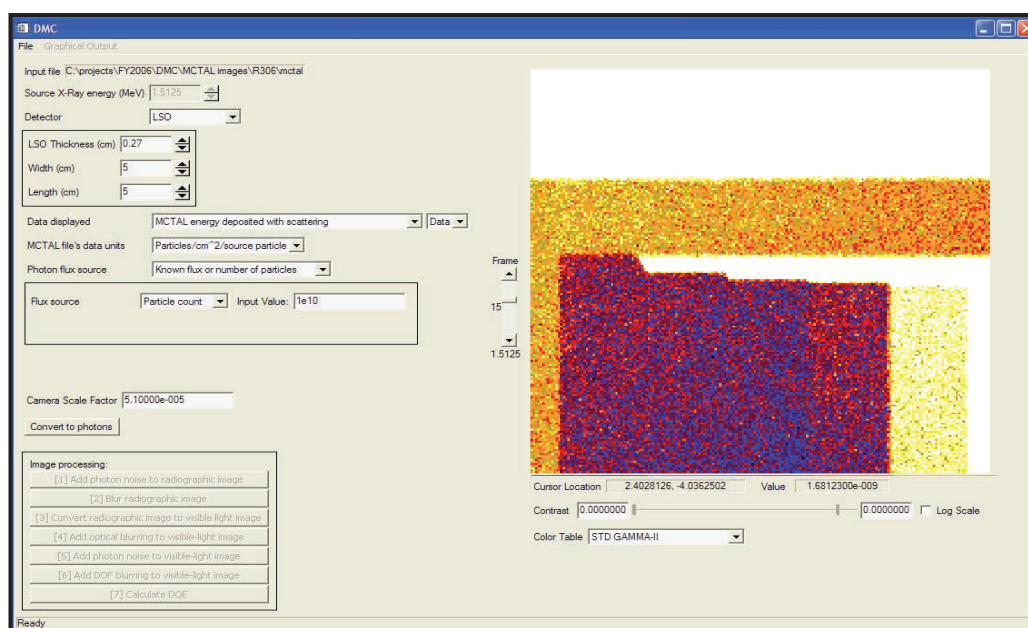 DMC
File Graphical Output
Input file C:\projects\FY2006\DMC\MCTAL images\R306\mctal
Source X-Ray energy (MeV) 1.5125
Detector LSO
LSO Thickness (cm) 0.27
Width (cm) 5
Length (cm) 5
Data displayed MCTAL energy deposited with scattering Data
MCTAL file's data units Particles/cm^2/source particle
Photon flux source Known flux or number of particles
Flux source Particle count Input Value: 1e10
Frame
15
1.5125
Camera Scale Factor 5.10000e-005
Convert to photons
Image processing:
[1] Add photon noise to radiographic image
[2] Blur radiographic image
[3] Convert radiographic image to visible light image
[4] Add optical blurring to visible-light image
[5] Add photon noise to visible-light image
[6] Add DOF blurring to visible-light image
[7] Calculate DQE
Cursor Location 2.4028126, -4.0362502 Value 1.6812300e-009
Contrast 0.0000000 0.0000000 Log Scale
Color Table STD GAMMA-II
Ready